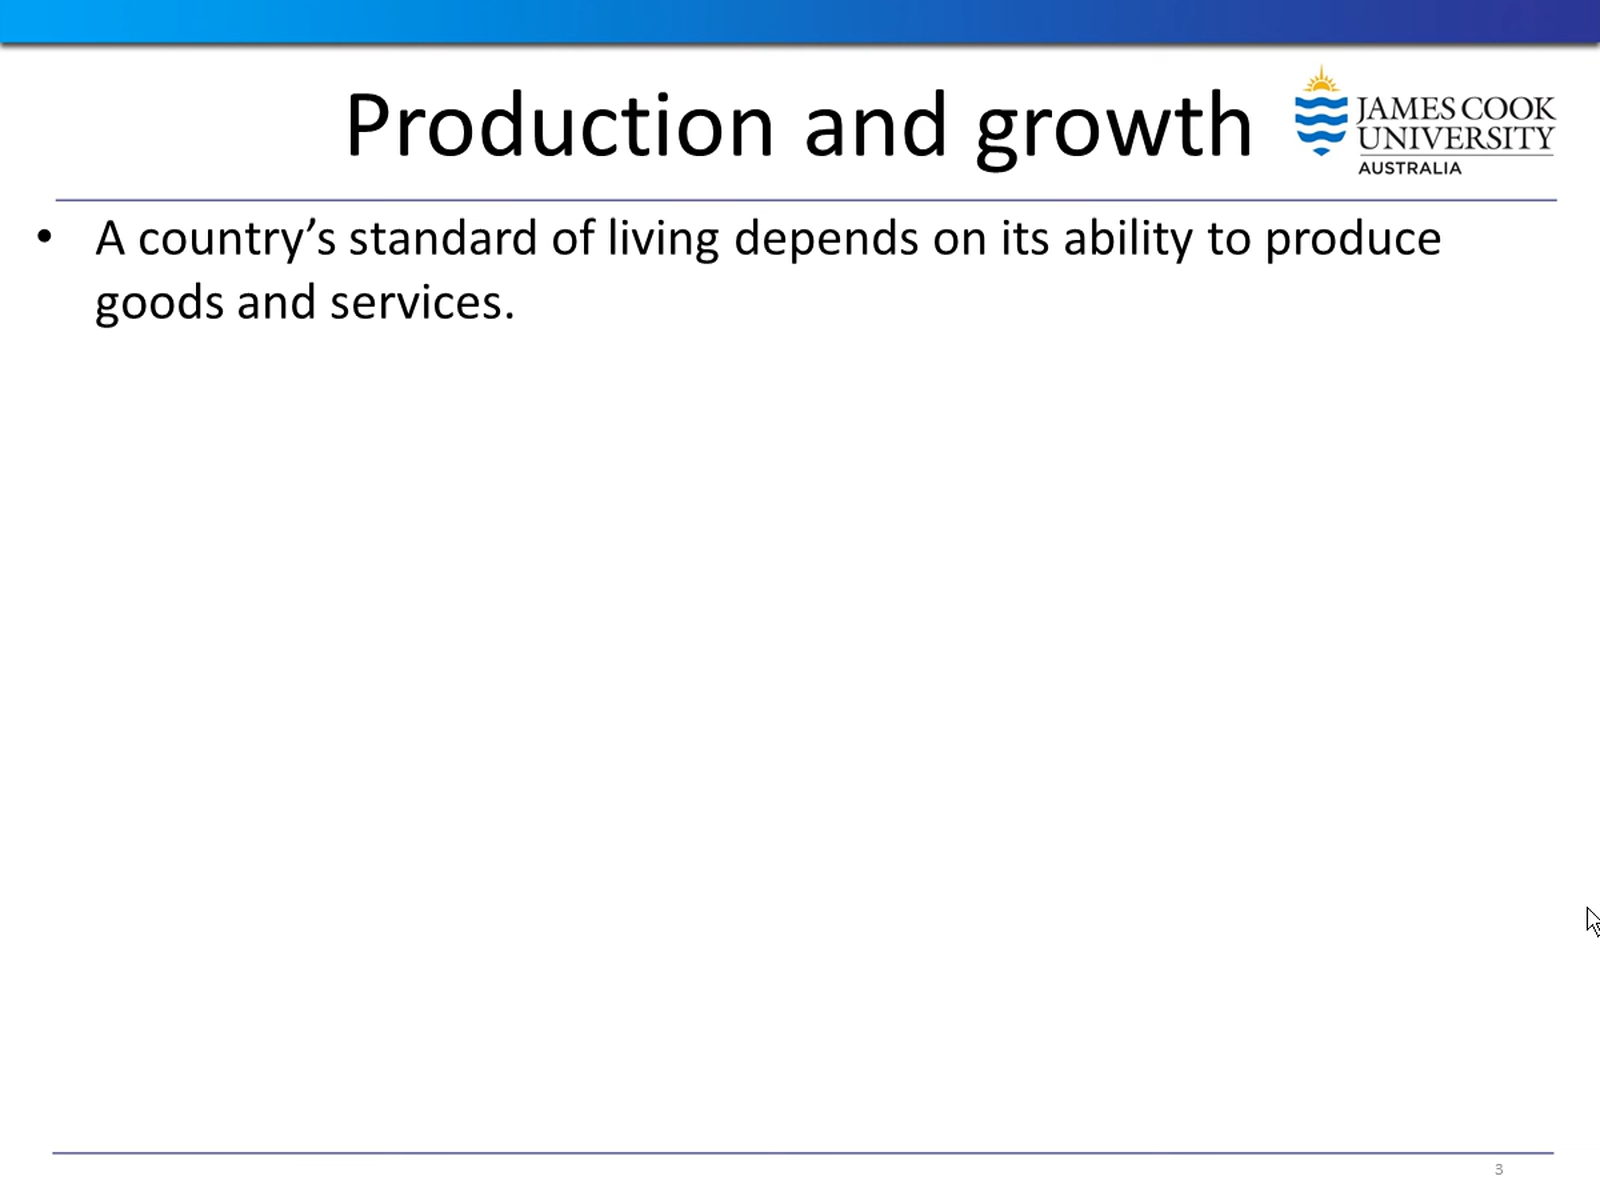 Production and growth
JAMES COOK
UNIVERSITY
AUSTRALIA
• A country’s standard of living depends on its ability to produce
goods and services.
3